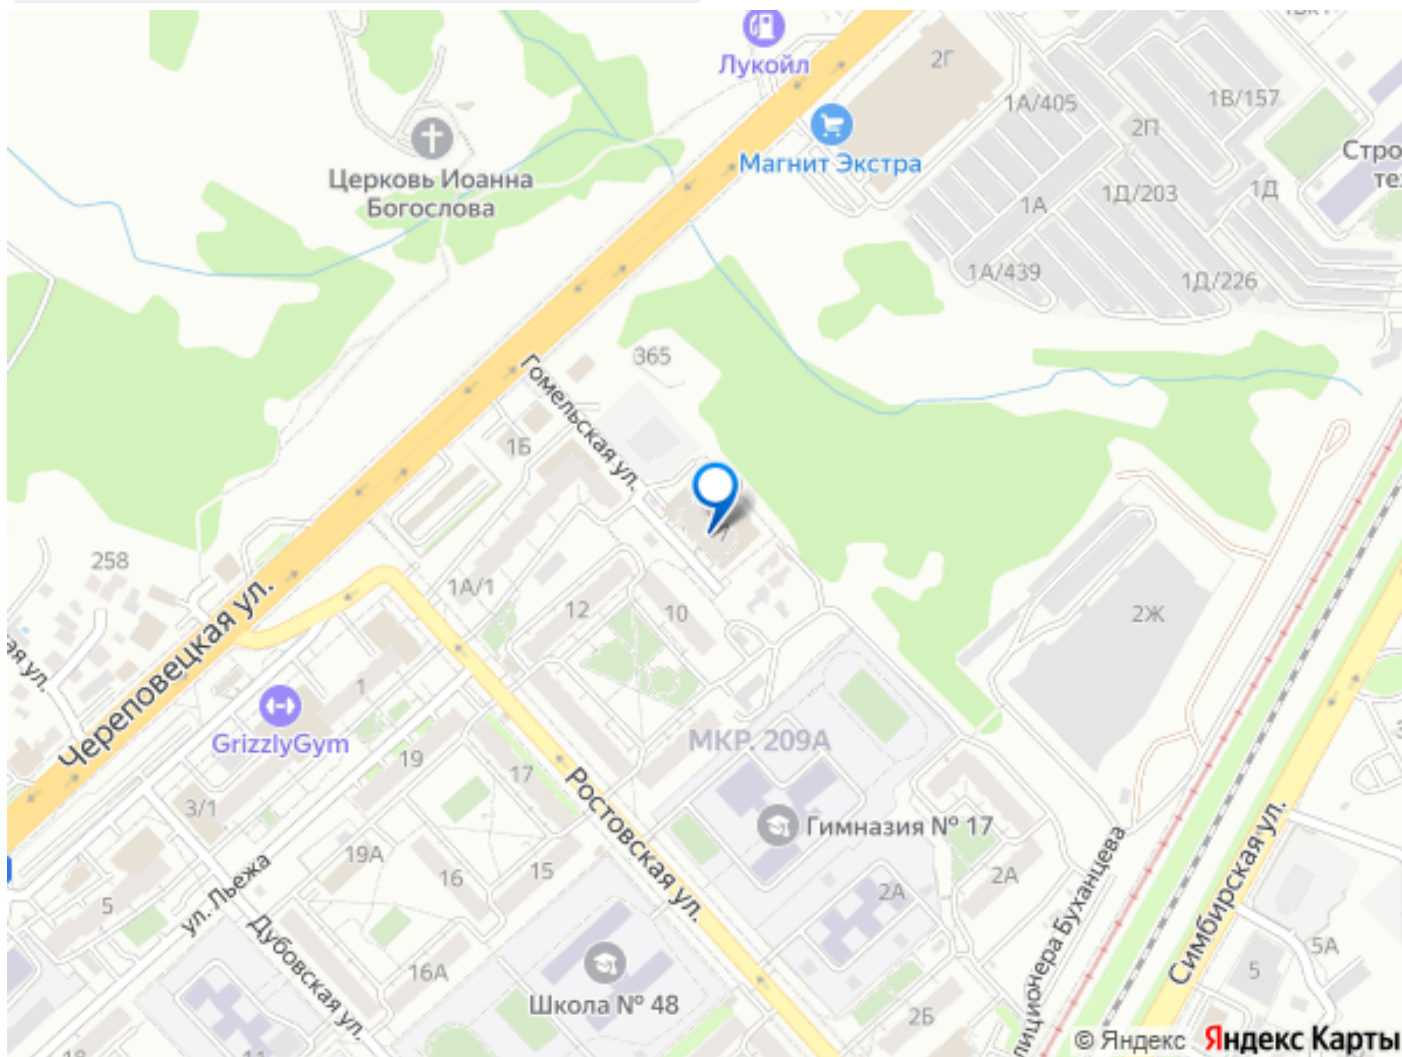 Лукойл
2Г
1А/405
1В/157
2П
Магнит Экстра
Церковь Иоанна
Богослова
1А
1Д/203
1Д
1А/439
1Д/226
365
Гомельская ул.
1Б
258
Череповецкая ул.
1А/1
12
10
2Ж
1
GrizzlyGym
19
17
МКР. 209А
Ростовская ул.
3/1
Гимназия № 17
19А
16
15
2А
2А
5
ул. Льежа
Дубовская ул.
16А
Школа № 48
2Б
Симбирская ул.
5А
5
© Яндекс Яндекс Карты